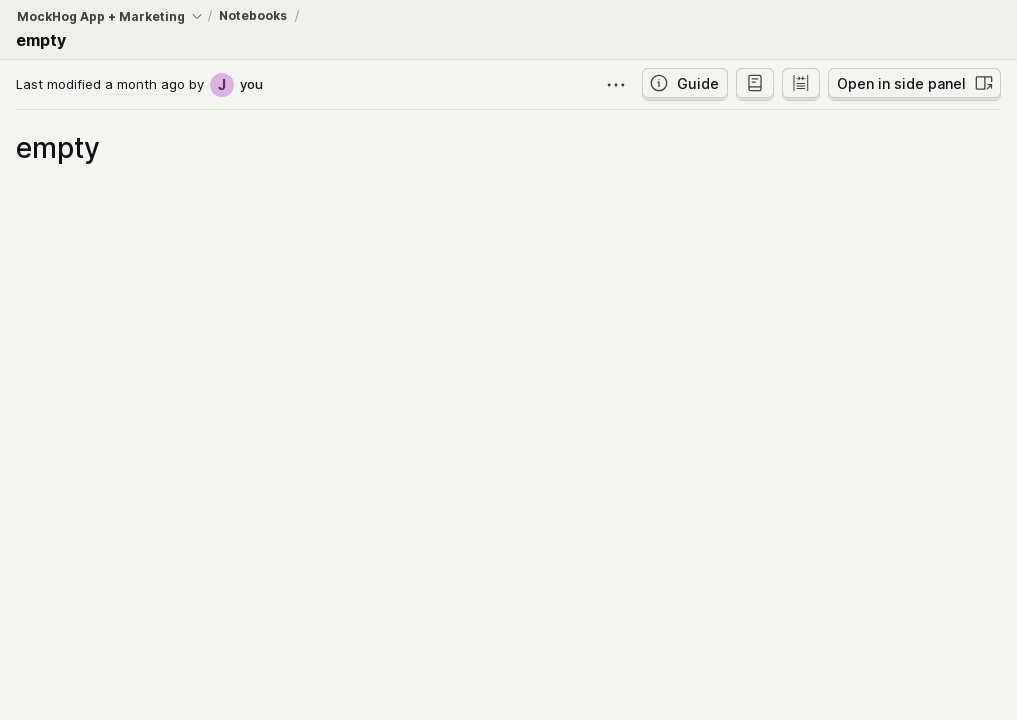 MockHog App + Marketing / Notebooks /
empty
Last modified a month ago by J you
Guide
Open in side panel
empty